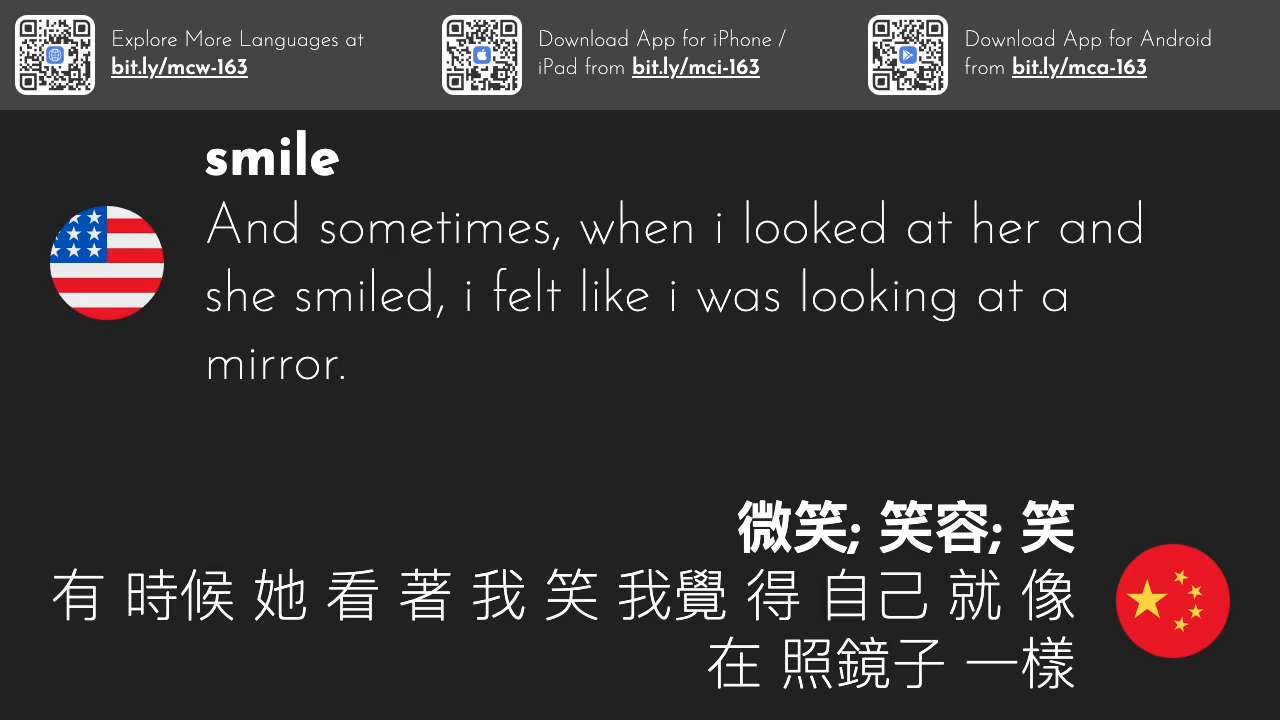 Explore More Languages at
bit.ly/mcw-163
Download App for iPhone /
iPad from bit.ly/mci-163
Download App for Android
from bit.ly/mca-163
smile
And sometimes, when i looked at her and
she smiled, i felt like i was looking at a
mirror.
微笑; 笑容; 笑
有 時候 她 看 著 我 笑 我覺 得 自己 就 像
在 照鏡子 一樣